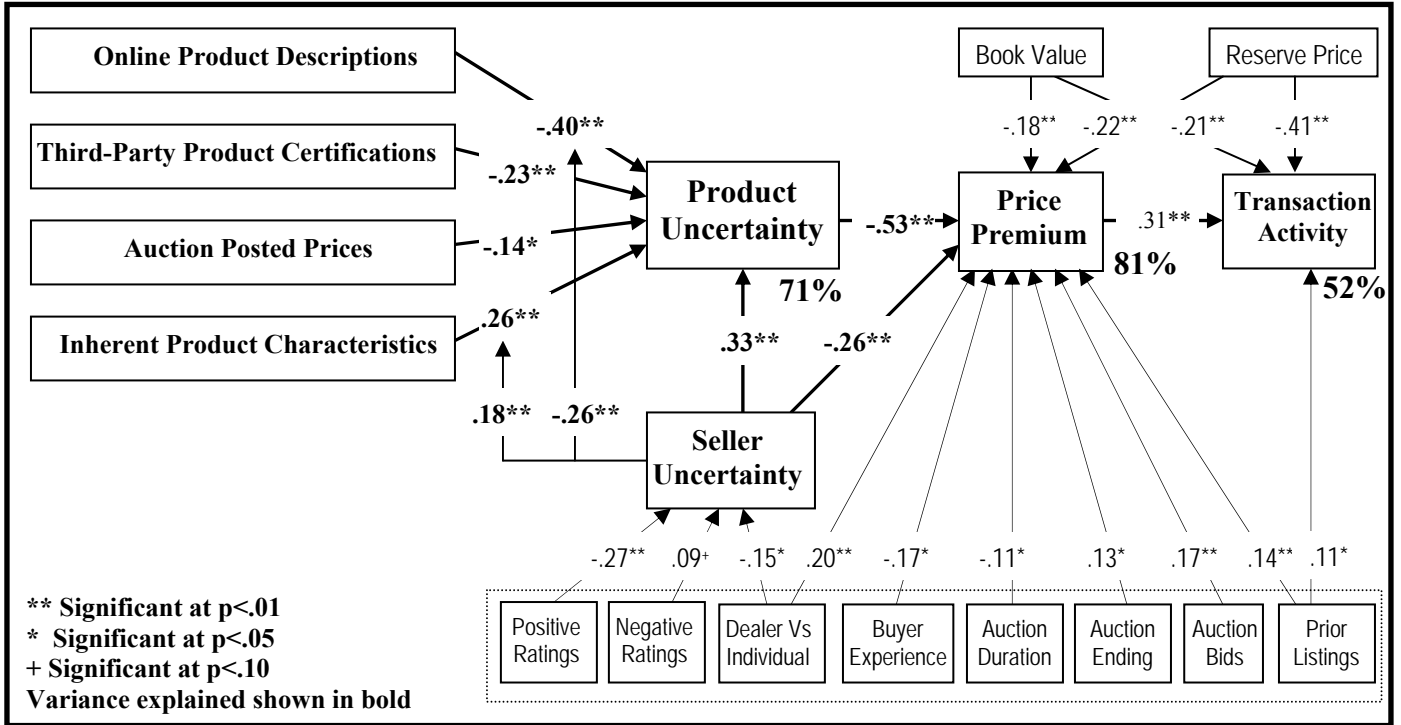 Online Product Descriptions
Book Value
Reserve Price
-.40**
-.18**
-.22**
-.21**
-.41**
Third-Party Product Certifications
-.23**
Product
Uncertainty
71%
Price
Premium
81%
Transaction
Activity
52%
-.53**
.31**
Auction Posted Prices
-.14*
Inherent Product Characteristics
.26**
.33**
-.26**
.18**
-.26**
Seller
Uncertainty
-.27**
.09+
-.15*
.20**
-.17*
-.11*
.13*
.17**
.14**
.11*
** Significant at p<.01
* Significant at p<.05
+ Significant at p<.10
Variance explained shown in bold
Positive
Ratings
Negative
Ratings
Dealer Vs
Individual
Buyer
Experience
Auction
Duration
Auction
Ending
Auction
Bids
Prior
Listings